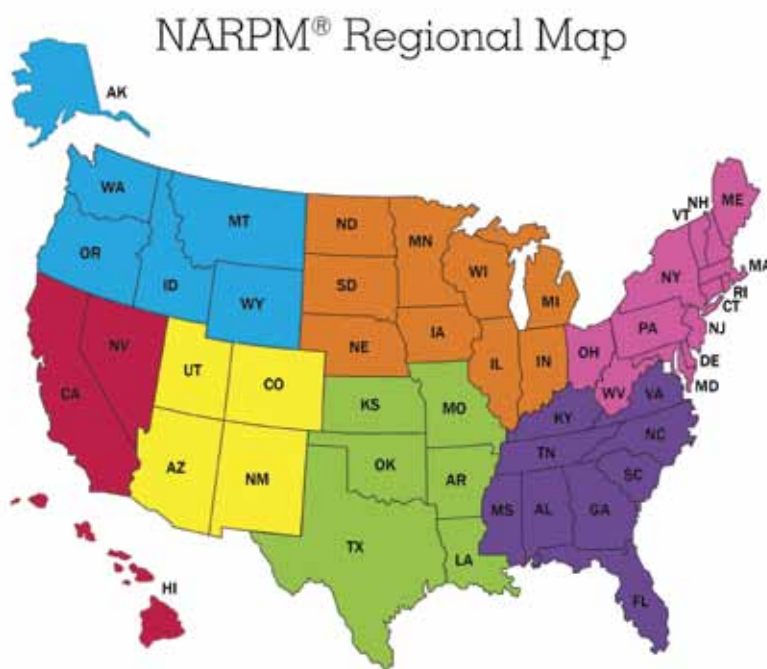 NARPM® Regional Map
AK
WA
MT
ND
MN
OR
ID
WY
SD
WI
MI
NE
IA
IL
IN
OH
PA
NY
VT
NH
ME
MA
RI
CT
NJ
DE
MD
WV
VA
CA
NV
UT
CO
KS
MO
KY
NC
TN
SC
AZ
NM
OK
AR
MS
AL
GA
TX
LA
FL
HI